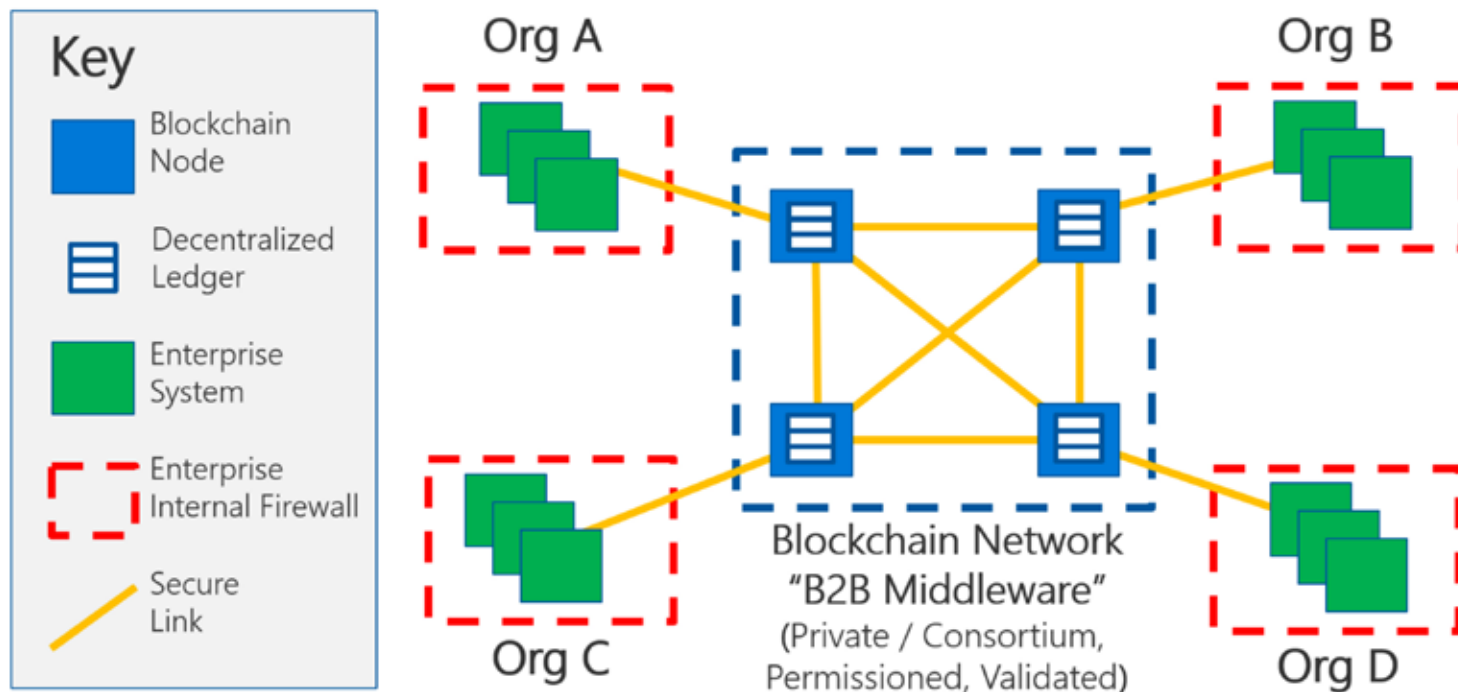 Key
Blockchain
Node
Decentralized
Ledger
Enterprise
System
Enterprise
Internal Firewall
Secure
Link
Org A
Org B
Org C
Blockchain Network
“B2B Middleware”
(Private / Consortium,
Permissioned, Validated)
Org D